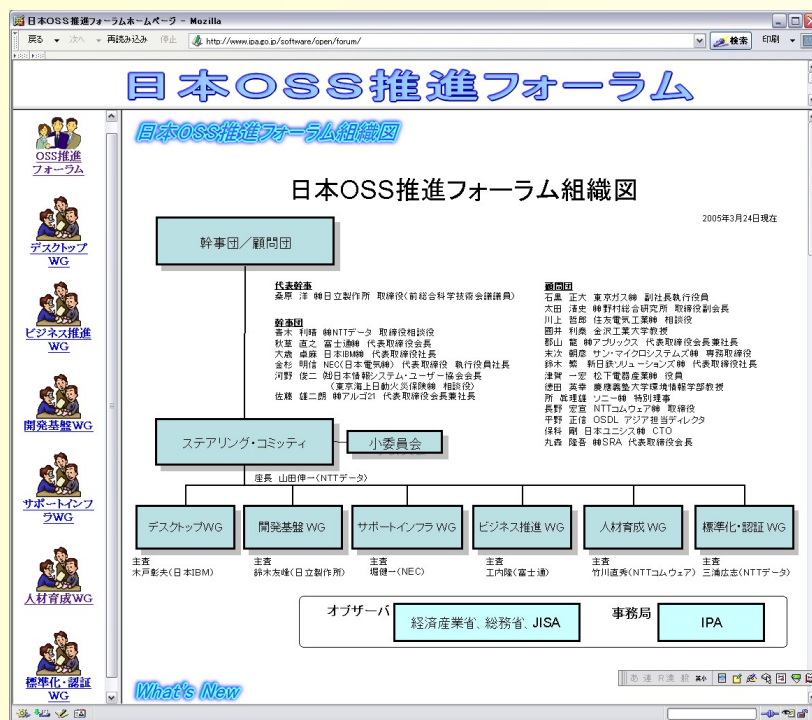 日本OSS推進フォーラムホームページ - Mozilla
戻る 次へ 再読み込み 停止 http://www.ipa.go.jp/software/open/forum/ 検索 印刷
日本OSS推進フォーラム
OSS推進
フォーラム
デスクトップ
WG
ビジネス推進
WG
開発基盤WG
サポートインフ
ラWG
人材育成WG
標準化・認証
WG
日本OSS推進フォーラム組織図
日本OSS推進フォーラム組織図
2005年3月24日現在
幹事団／顧問団
代表幹事
桑原 洋 ㈱日立製作所 取締役(前総合科学技術会議議員)
幹事団
青木 利晴 ㈱NTTデータ 取締役相談役
秋草 直之 富士通㈱ 代表取締役会長
大歳 卓麻 日本IBM㈱ 代表取締役社長
金杉 明信 NEC(日本電気㈱) 代表取締役 執行役員社長
河野 俊二 ㈳日本情報システム・ユーザー協会会長
(東京海上日動火災保険㈱ 相談役)
佐藤 雄二朗 ㈱アルゴ21 代表取締役会長兼社長
顧問団
石黒 正大 東京ガス㈱ 副社長執行役員
太田 清史 ㈱野村総合研究所 取締役副会長
川上 哲郎 住友電気工業㈱ 相談役
國井 利泰 金沢工業大学教授
郡山 龍 ㈱アプリックス 代表取締役会長兼社長
末次 朝彦 サン・マイクロシステムズ㈱ 専務取締役
鈴木 繁 新日鉄ソリューションズ㈱ 代表取締役社長
津賀 一宏 松下電器産業㈱ 役員
徳田 英幸 慶應義塾大学環境情報学部教授
所 眞理雄 ソニー㈱ 特別理事
長野 宏宣 NTTコムウェア㈱ 取締役
平野 正信 OSDL アジア担当ディレクタ
保科 剛 日本ユニシス㈱ CTO
丸森 隆吾 ㈱SRA 代表取締役会長
ステアリング・コミッティ
小委員会
座長 山田伸一(NTTデータ)
デスクトップWG
開発基盤 WG
サポートインフラ WG
ビジネス推進 WG
人材育成 WG
標準化・認証 WG
主査
木戸彰夫(日本IBM)
主査
鈴木友峰(日立製作所)
主査
堀健一(NEC)
主査
工内隆(富士通)
主査
竹川直秀(NTTコムウェア)
主査
三浦広志(NTTデータ)
オブザーバ
経済産業省、総務省、JISA
事務局
IPA
What's New
あ 連 R漢